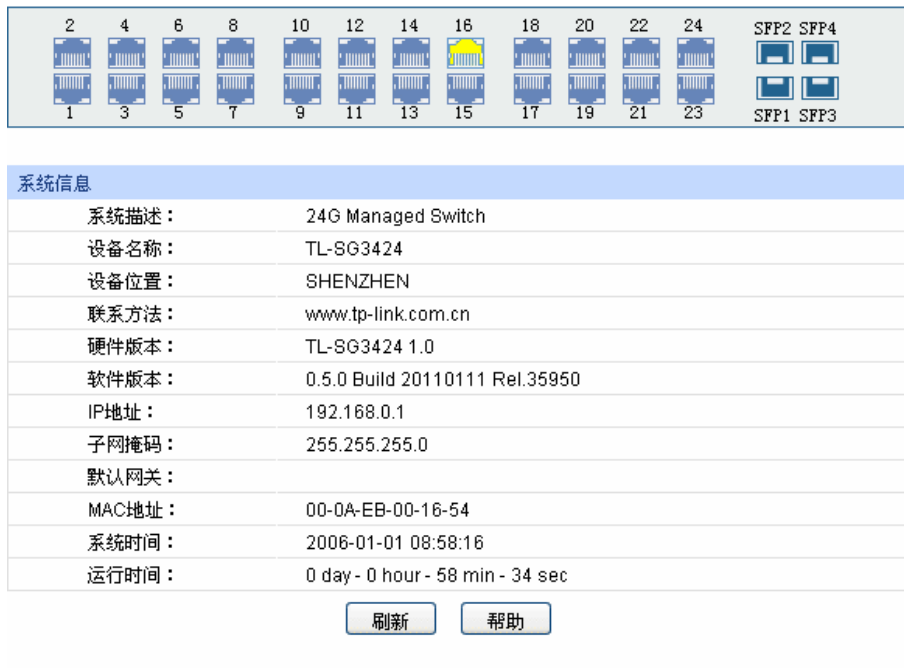 2 4 6 8 10 12 14 16 18 20 22 24 SFP2 SFP4
1 3 5 7 9 11 13 15 17 19 21 23 SFP1 SFP3
系统信息
系统描述： 24G Managed Switch
设备名称： TL-SG3424
设备位置： SHENZHEN
联系方法： www.tp-link.com.cn
硬件版本： TL-SG3424 1.0
软件版本： 0.5.0 Build 20110111 Rel.35950
IP地址： 192.168.0.1
子网掩码： 255.255.255.0
默认网关：
MAC地址： 00-0A-EB-00-16-54
系统时间： 2006-01-01 08:58:16
运行时间： 0 day - 0 hour - 58 min - 34 sec
刷新 帮助